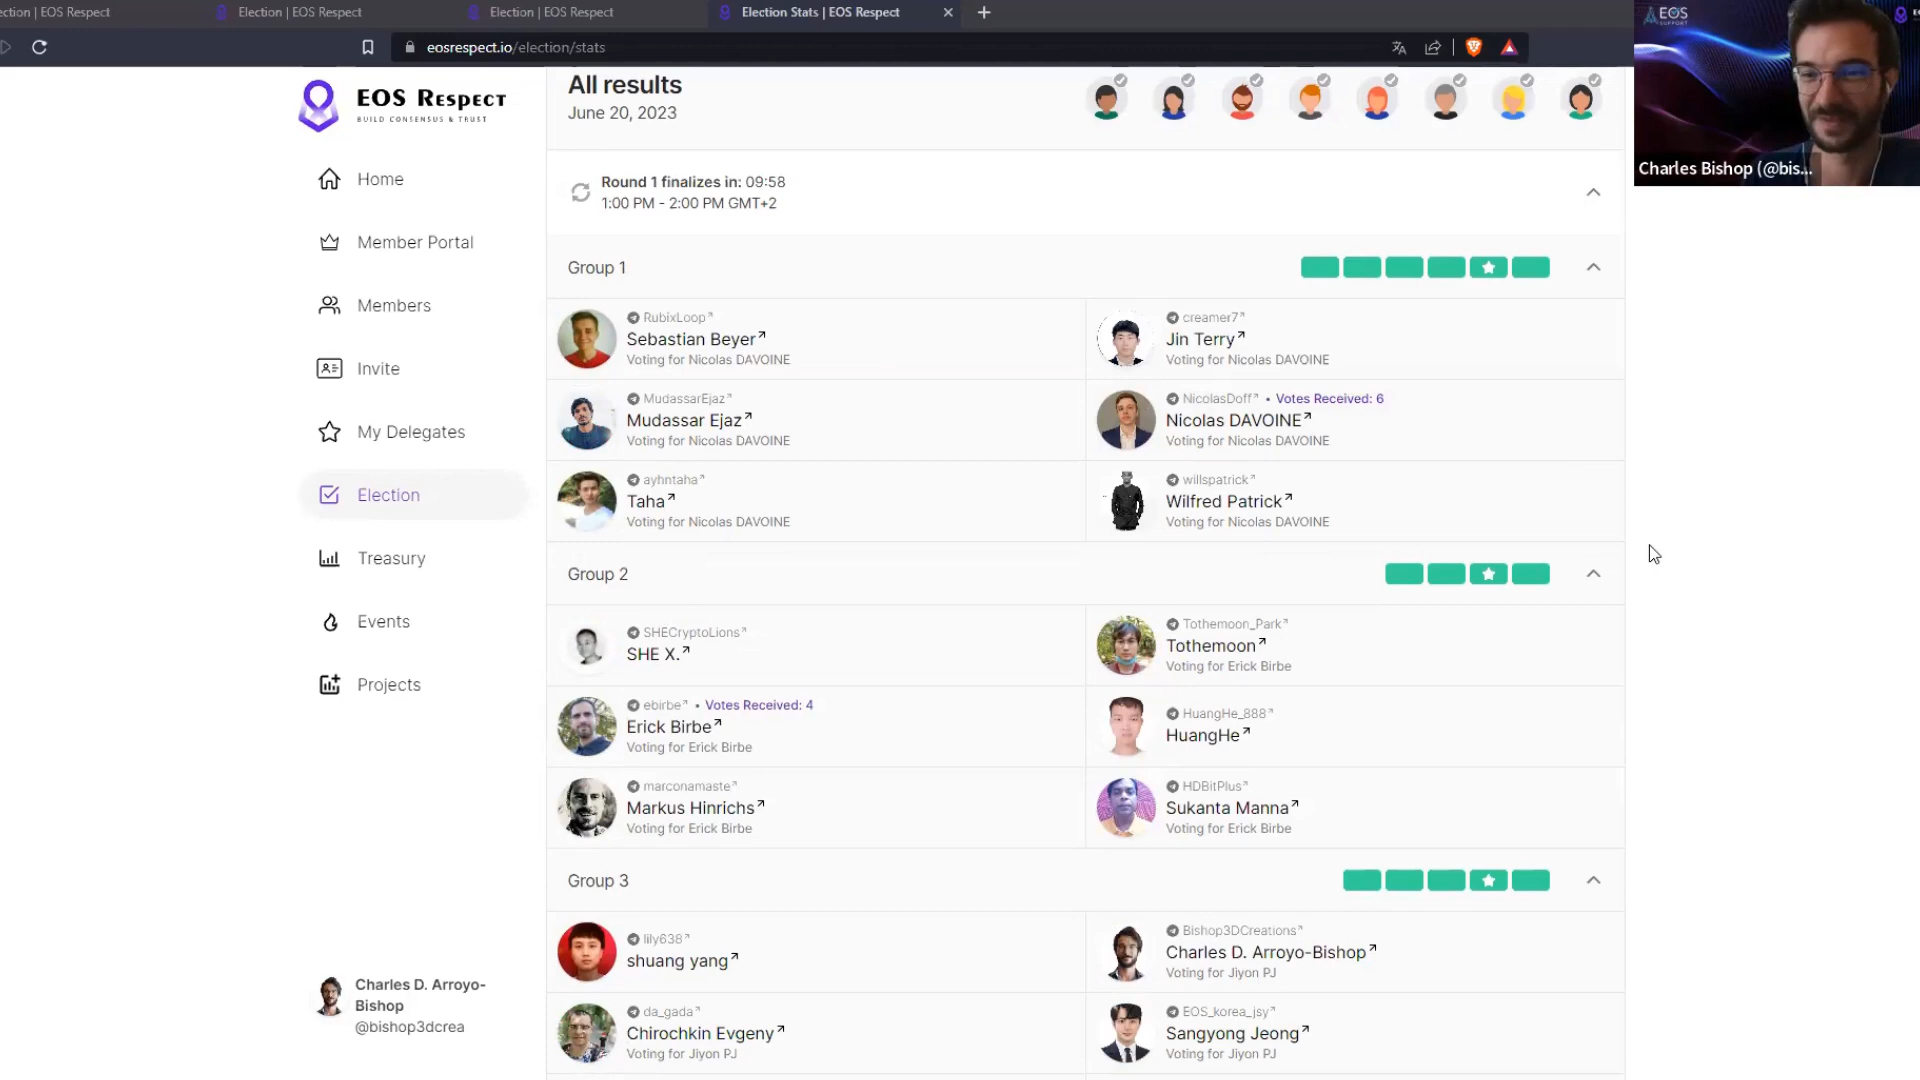 ection | EOS Respect
Election | EOS Respect
Election | EOS Respect
Election Stats | EOS Respect
eosrespect.io/election/stats
EOS
SUPPORT
Charles Bishop (@bis...
EOS RESPECT
BUILD CONSENSUS & TRUST
Home
Member Portal
Members
Invite
My Delegates
Election
Treasury
Events
Projects
Charles D. Arroyo-
Bishop
@bishop3dcrea
All results
June 20, 2023
Round 1 finalizes in: 09:58
1:00 PM - 2:00 PM GMT+2
Group 1
RubixLoop
Sebastian Beyer
Voting for Nicolas DAVOINE
creamer7
Jin Terry
Voting for Nicolas DAVOINE
MudassarEjaz
Mudassar Ejaz
Voting for Nicolas DAVOINE
NicolasDoff • Votes Received: 6
Nicolas DAVOINE
Voting for Nicolas DAVOINE
ayhntaha
Taha
Voting for Nicolas DAVOINE
willspatrick
Wilfred Patrick
Voting for Nicolas DAVOINE
Group 2
SHECryptoLions
SHE X.
Tothemoon_Park
Tothemoon
Voting for Erick Birbe
ebirbe • Votes Received: 4
Erick Birbe
Voting for Erick Birbe
HuangHe_888
HuangHe
marconamaste
Markus Hinrichs
Voting for Erick Birbe
HDBitPlus
Sukanta Manna
Voting for Erick Birbe
Group 3
lily638
shuang yang
Bishop3DCreations
Charles D. Arroyo-Bishop
Voting for Jiyon PJ
da_gada
Chirochkin Evgeny
Voting for Jiyon PJ
EOS_korea_jsy
Sangyong Jeong
Voting for Jiyon PJ